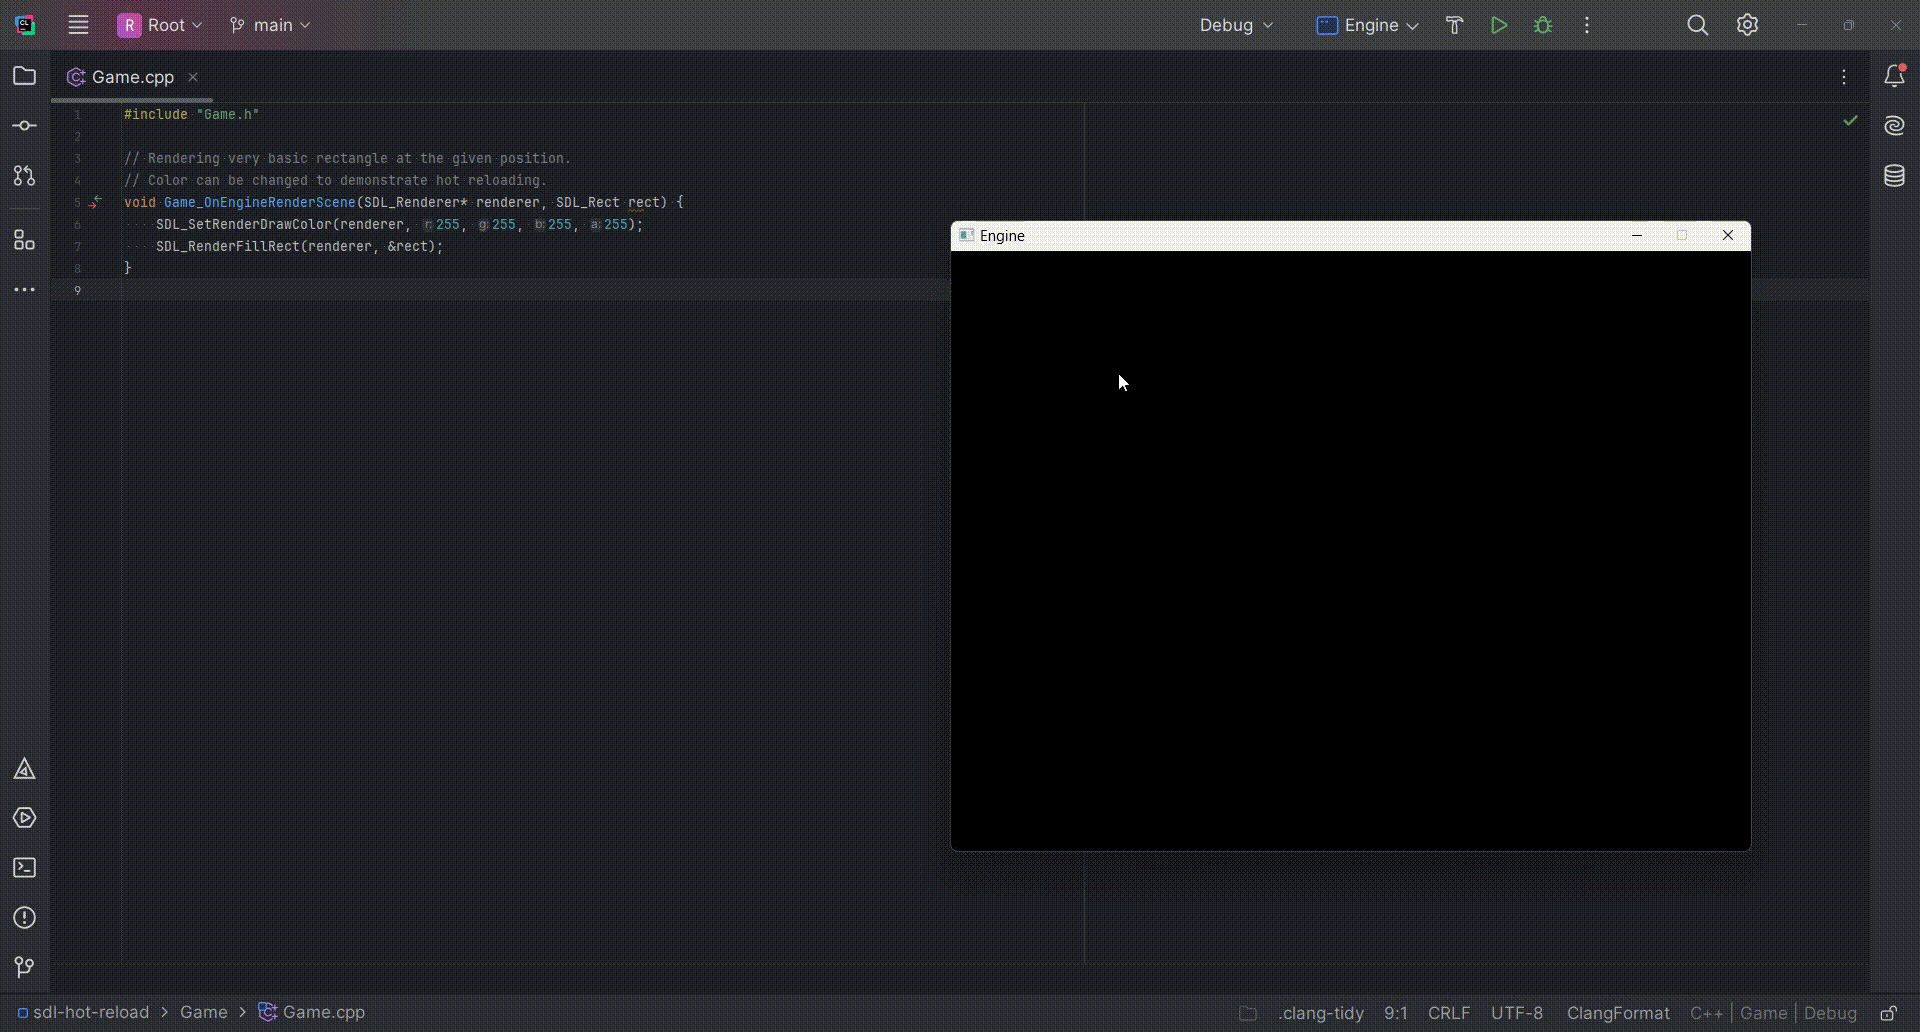 CL
R Root main Debug Engine
Game.cpp
1 #include "Game.h"
2
3 // Rendering very basic rectangle at the given position.
4 // Color can be changed to demonstrate hot reloading.
5 void Game_OnEngineRenderScene(SDL_Renderer* renderer, SDL_Rect rect) {
6 SDL_SetRenderDrawColor(renderer, r: 255, g: 255, b: 255, a: 255);
7 SDL_RenderFillRect(renderer, &rect);
8 }
9
Engine
sdl-hot-reload > Game > Game.cpp .clang-tidy 9:1 CRLF UTF-8 ClangFormat C++ | Game | Debug